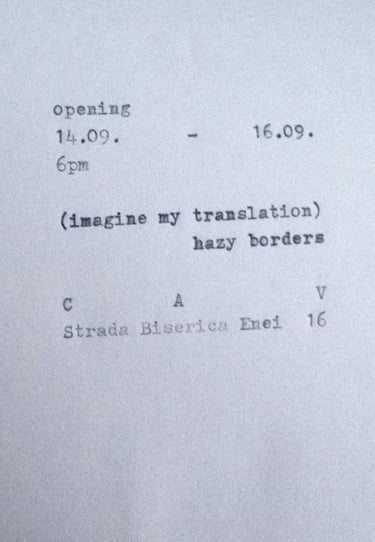 opening
14.09. - 16.09.
6pm
(imagine my translation)
hazy borders
C A V
Strada Biserica Enei 16